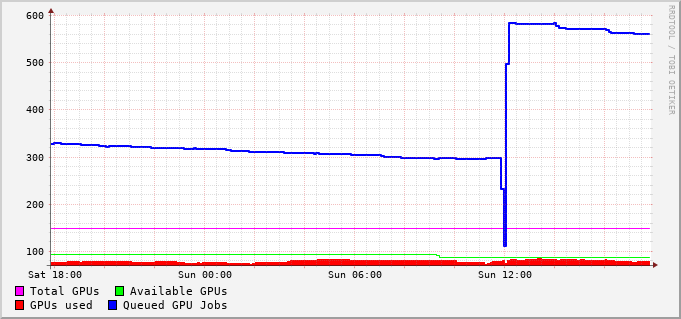 600
500
400
300
200
100
Sat 18:00 Sun 00:00 Sun 06:00 Sun 12:00
Total GPUs Available GPUs
GPUs used Queued GPU Jobs
RRDTOOL / TOBI OETIKER